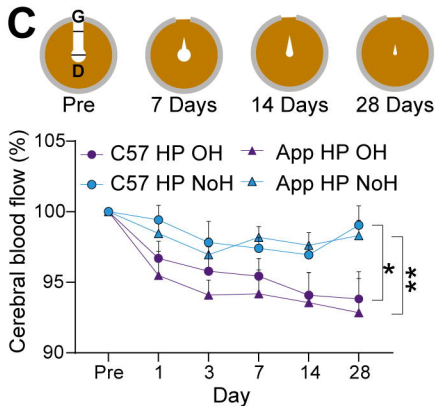 C
G
D
Pre 7 Days 14 Days 28 Days
Cerebral blood flow (%)
105
100
95
90
C57 HP OH App HP OH
C57 HP NoH App HP NoH
*
**
Pre 1 3 7 14 28
Day